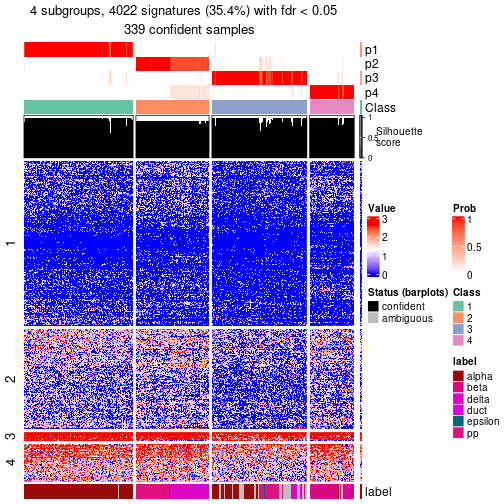 4 subgroups, 4022 signatures (35.4%) with fdr < 0.05
339 confident samples
p1
p2
p3
p4
Class
1
Silhouette
score
0
1
2
3
4
label
Value
3
2
1
0
Prob
1
0.5
0
Status (barplots)
confident
ambiguous
Class
1
2
3
4
label
alpha
beta
delta
duct
epsilon
pp